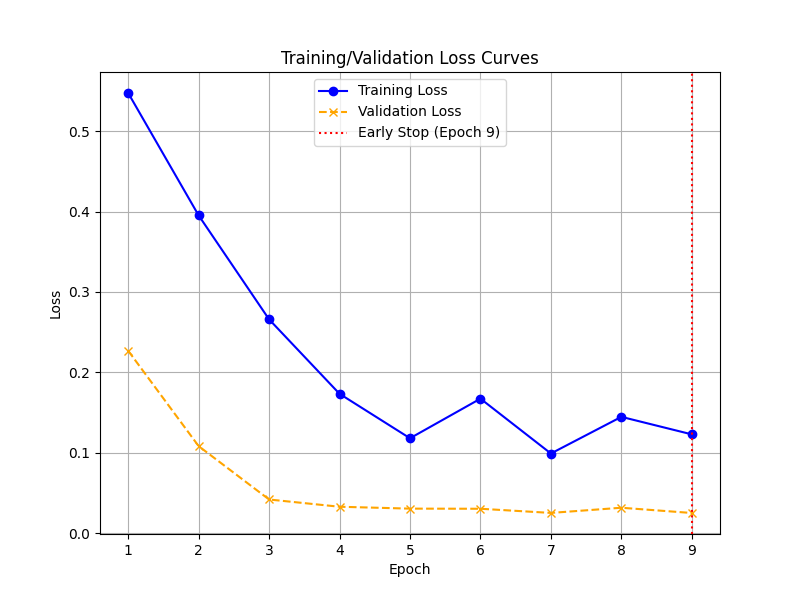 Training/Validation Loss Curves
Training Loss
Validation Loss
Early Stop (Epoch 9)
Loss
0.5
0.4
0.3
0.2
0.1
0.0
1 2 3 4 5 6 7 8 9
Epoch